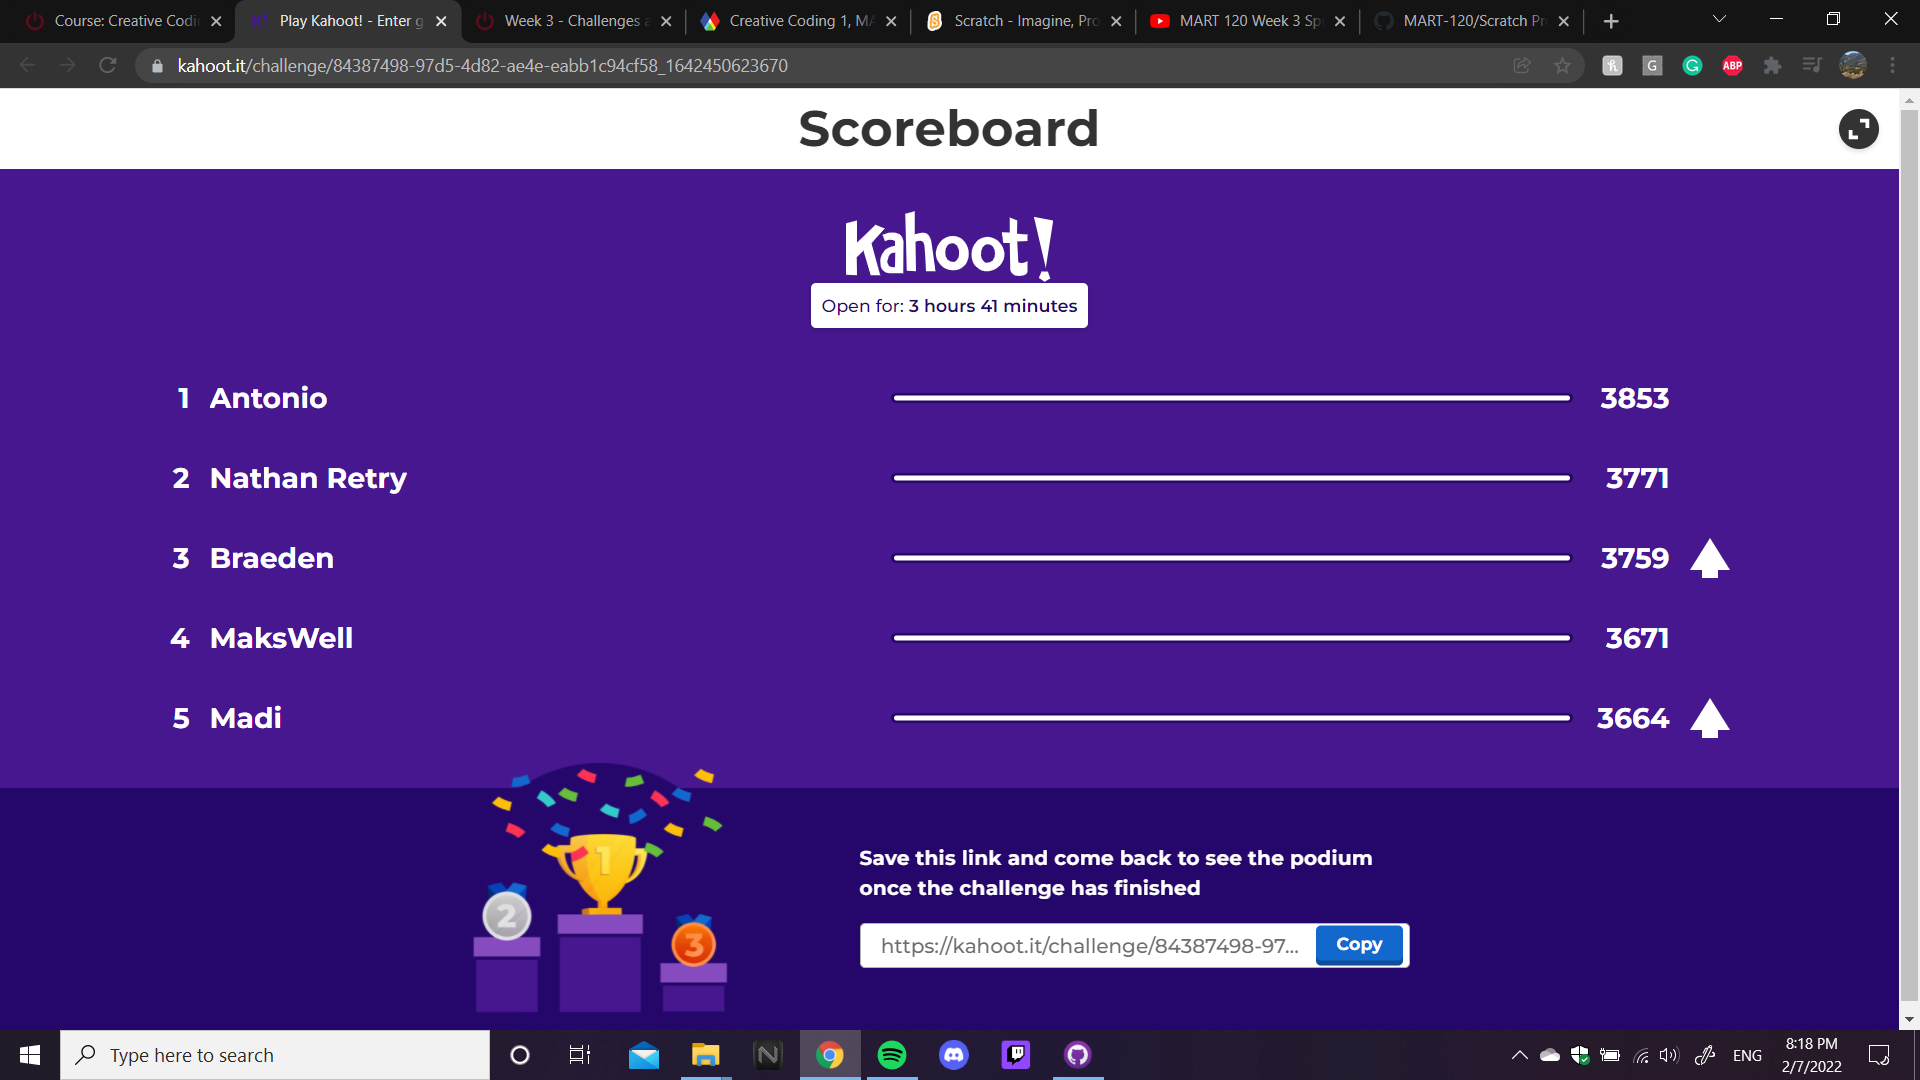 Course: Creative Codi
Play Kahoot! - Enter g
Week 3 - Challenges a
Creative Coding 1, MA
Scratch - Imagine, Pro
MART 120 Week 3 Sp
MART-120/Scratch Pr
kahoot.it/challenge/84387498-97d5-4d82-ae4e-eabb1c94cf58_1642450623670
G
ABP
Scoreboard
Kahoot!
Open for: 3 hours 41 minutes
1 Antonio 3853
2 Nathan Retry 3771
3 Braeden 3759
4 MaksWell 3671
5 Madi 3664
1
2
3
Save this link and come back to see the podium
once the challenge has finished
https://kahoot.it/challenge/84387498-97...
Copy
Type here to search
N
ENG
8:18 PM
2/7/2022